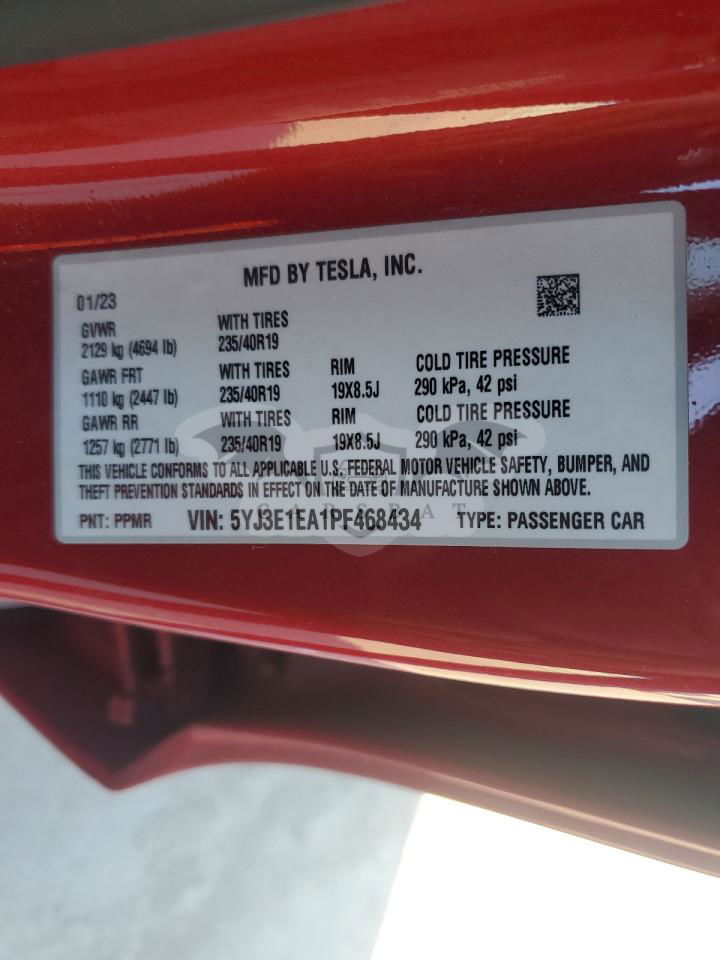 MFD BY TESLA, INC.
01/23
GVWR WITH TIRES
2129 kg (4694 lb) 235/40R19
GAWR FRT WITH TIRES RIM COLD TIRE PRESSURE
1110 kg (2447 lb) 235/40R19 19X8.5J 290 kPa, 42 psi
GAWR RR WITH TIRES RIM COLD TIRE PRESSURE
1257 kg (2771 lb) 235/40R19 19X8.5J 290 kPa, 42 psi
THIS VEHICLE CONFORMS TO ALL APPLICABLE U.S. FEDERAL MOTOR VEHICLE SAFETY, BUMPER, AND
THEFT PREVENTION STANDARDS IN EFFECT ON THE DATE OF MANUFACTURE SHOWN ABOVE.
PNT: PPMR VIN: 5YJ3E1EA1PF468434 TYPE: PASSENGER CAR